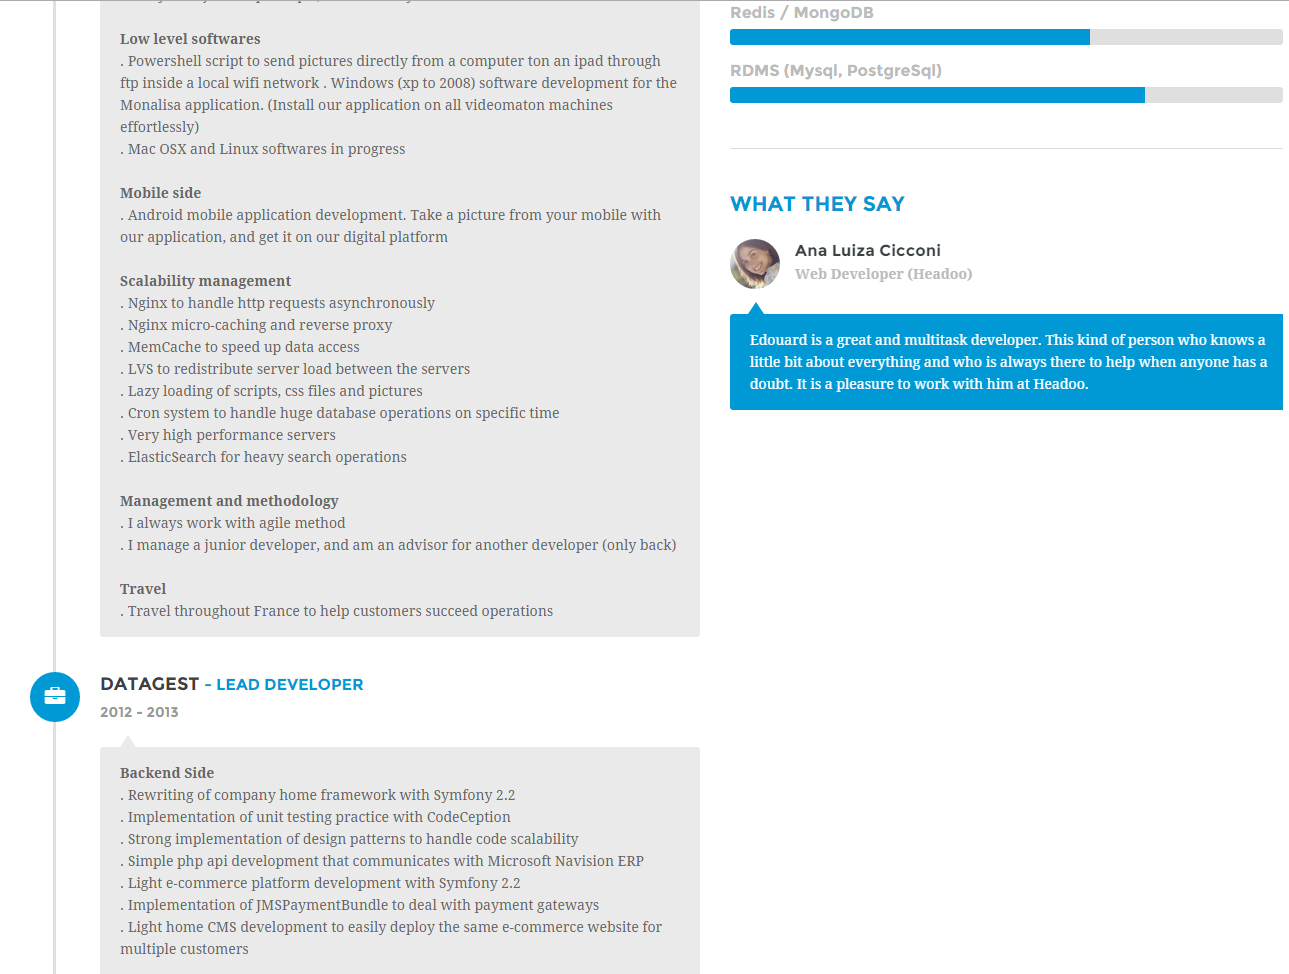 Low level softwares
. Powershell script to send pictures directly from a computer ton an ipad through
ftp inside a local wifi network . Windows (xp to 2008) software development for the
Monalisa application. (Install our application on all videomaton machines
effortlessly)
. Mac OSX and Linux softwares in progress
Mobile side
. Android mobile application development. Take a picture from your mobile with
our application, and get it on our digital platform
Scalability management
. Nginx to handle http requests asynchronously
. Nginx micro-caching and reverse proxy
. MemCache to speed up data access
. LVS to redistribute server load between the servers
. Lazy loading of scripts, css files and pictures
. Cron system to handle huge database operations on specific time
. Very high performance servers
. ElasticSearch for heavy search operations
Management and methodology
. I always work with agile method
. I manage a junior developer, and am an advisor for another developer (only back)
Travel
. Travel throughout France to help customers succeed operations
DATAGEST - LEAD DEVELOPER
2012 - 2013
Backend Side
. Rewriting of company home framework with Symfony 2.2
. Implementation of unit testing practice with CodeCeption
. Strong implementation of design patterns to handle code scalability
. Simple php api development that communicates with Microsoft Navision ERP
. Light e-commerce platform development with Symfony 2.2
. Implementation of JMSPaymentBundle to deal with payment gateways
. Light home CMS development to easily deploy the same e-commerce website for
multiple customers
Redis / MongoDB
RDMS (Mysql, PostgreSql)
WHAT THEY SAY
Ana Luiza Cicconi
Web Developer (Headoo)
Edouard is a great and multitask developer. This kind of person who knows a
little bit about everything and who is always there to help when anyone has a
doubt. It is a pleasure to work with him at Headoo.